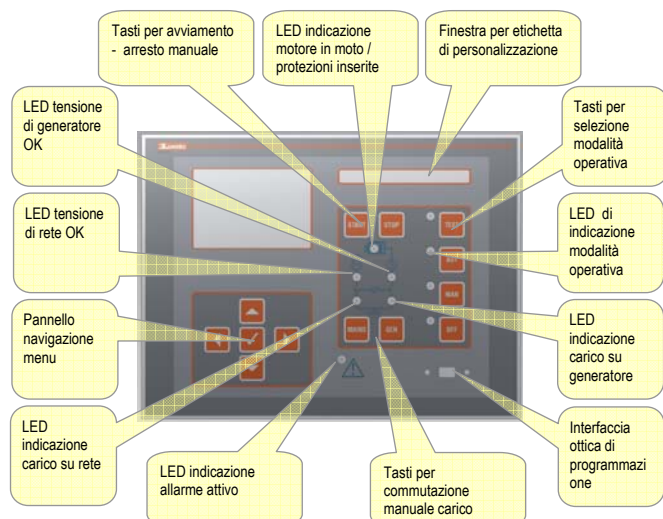 Tasti per avviamento
- arresto manuale
LED indicazione
motore in moto /
protezioni inserite
Finestra per etichetta
di personalizzazione
LED tensione
di generatore
OK
Tasti per
selezione
modalità
operativa
LED tensione
di rete OK
LED di
indicazione
modalità
operativa
Pannello
navigazione
menu
LED
indicazione
carico su
generatore
LED
indicazione
carico su rete
LED indicazione
allarme attivo
Tasti per
commutazione
manuale carico
Interfaccia
ottica di
programmazi
one
START STOP TEST
AUT
MAN
MAINS GEN OFF